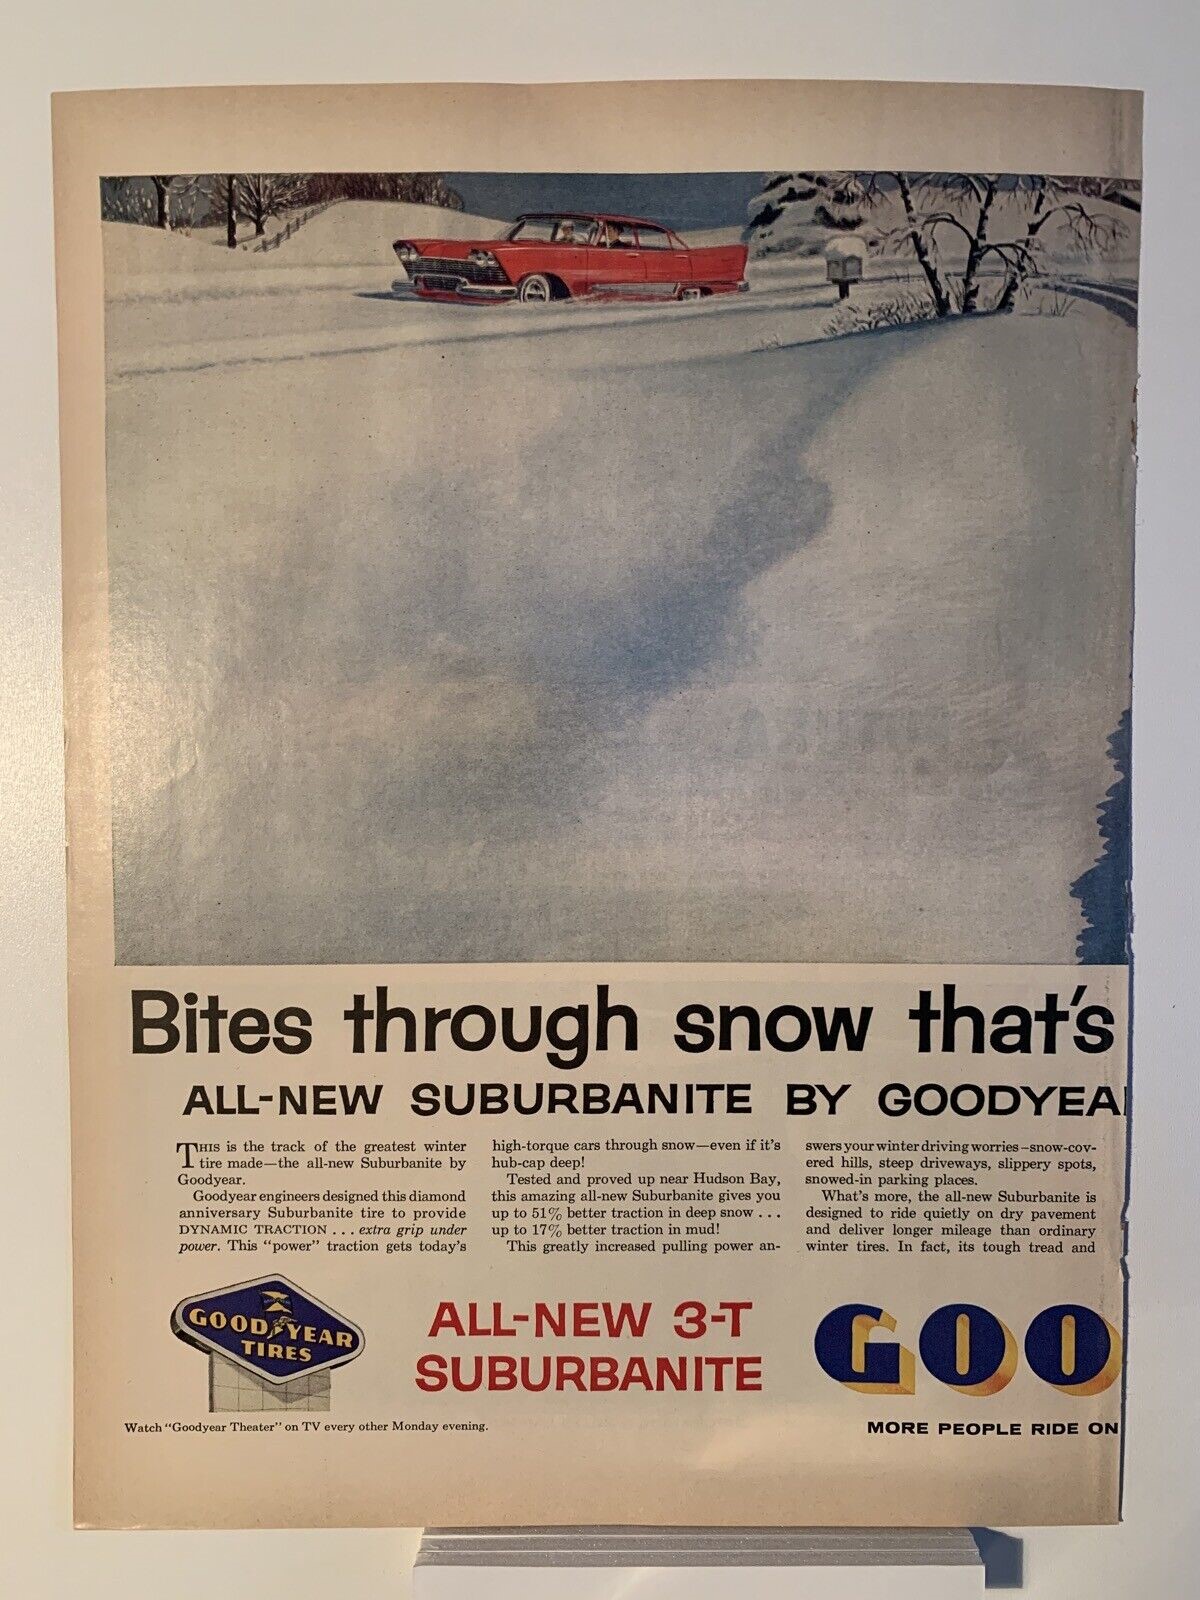 Bites through snow that's
ALL-NEW SUBURBANITE BY GOODYEA
THIS is the track of the greatest winter
tire made—the all-new Suburbanite by
Goodyear.
Goodyear engineers designed this diamond
anniversary Suburbanite tire to provide
DYNAMIC TRACTION . . . extra grip under
power. This "power" traction gets today's
high-torque cars through snow—even if it's
hub-cap deep!
Tested and proved up near Hudson Bay,
this amazing all-new Suburbanite gives you
up to 51% better traction in deep snow . . .
up to 17% better traction in mud!
This greatly increased pulling power an-
swers your winter driving worries—snow-cov-
ered hills, steep driveways, slippery spots,
snowed-in parking places.
What's more, the all-new Suburbanite is
designed to ride quietly on dry pavement
and deliver longer mileage than ordinary
winter tires. In fact, its tough tread and
GOOD YEAR
TIRES
ALL-NEW 3-T
SUBURBANITE
GOO
Watch "Goodyear Theater" on TV every other Monday evening.
MORE PEOPLE RIDE ON